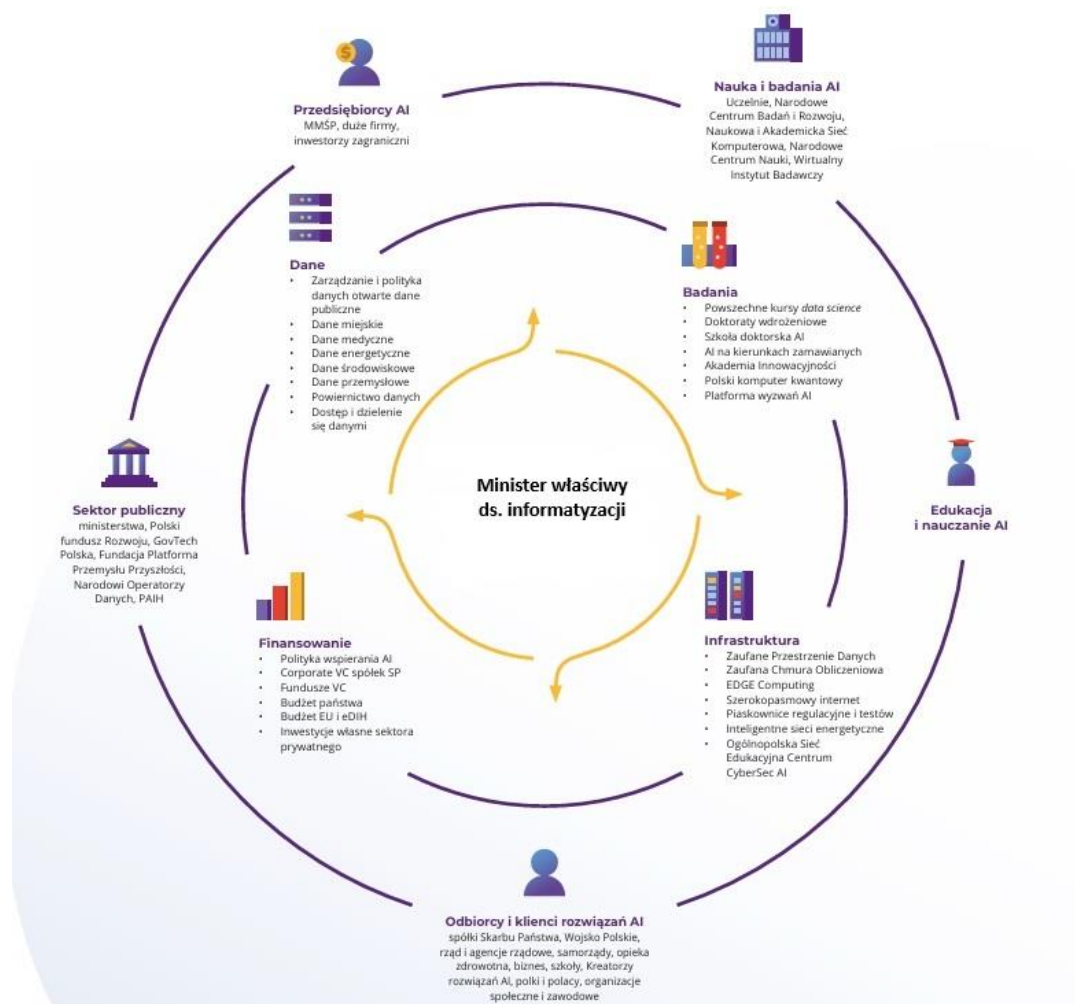 Przedsiębiorcy AI
MMŚP, duże firmy,
inwestorzy zagraniczni
Nauka i badania AI
Uczelnie, Narodowe
Centrum Badań i Rozwoju,
Naukowa i Akademicka Sieć
Komputerowa, Narodowe
Centrum Nauki, Wirtualny
Instytut Badawczy
Dane
• Zarządzanie i polityka
danych otwarte dane
publiczne
• Dane miejskie
• Dane medyczne
• Dane energetyczne
• Dane środowiskowe
• Dane przemysłowe
• Powiernictwo danych
• Dostęp i dzielenie
się danymi
Badania
• Powszechne kursy data science
• Doktoraty wdrożeniowe
• Szkoła doktorska AI
• AI na kierunkach zamawianych
• Akademia Innowacyjności
• Polski komputer kwantowy
• Platforma wyzwań AI
Sektor publiczny
ministerstwa, Polski
fundusz Rozwoju, GovTech
Polska, Fundacja Platforma
Przemysłu Przyszłości,
Narodowi Operatorzy
Danych, PAIH
Minister właściwy
ds. informatyzacji
Edukacja
i nauczanie AI
Finansowanie
• Polityka wspierania AI
• Corporate VC spółek SP
• Fundusze VC
• Budżet państwa
• Budżet EU i eDIH
• Inwestycje własne sektora
prywatnego
Infrastruktura
• Zaufane Przestrzenie Danych
• Zaufana Chmura Obliczeniowa
• EDGE Computing
• Szerokopasmowy internet
• Piaskownice regulacyjne i testów
• Inteligentne sieci energetyczne
• Ogólnopolska Sieć
Edukacyjna Centrum
CyberSec AI
Odbiorcy i klienci rozwiązań AI
spółki Skarbu Państwa, Wojsko Polskie,
rząd i agencje rządowe, samorządy, opieka
zdrowotna, biznes, szkoły, Kreatorzy
rozwiązań AI, polki i polacy, organizacje
społeczne i zawodowe